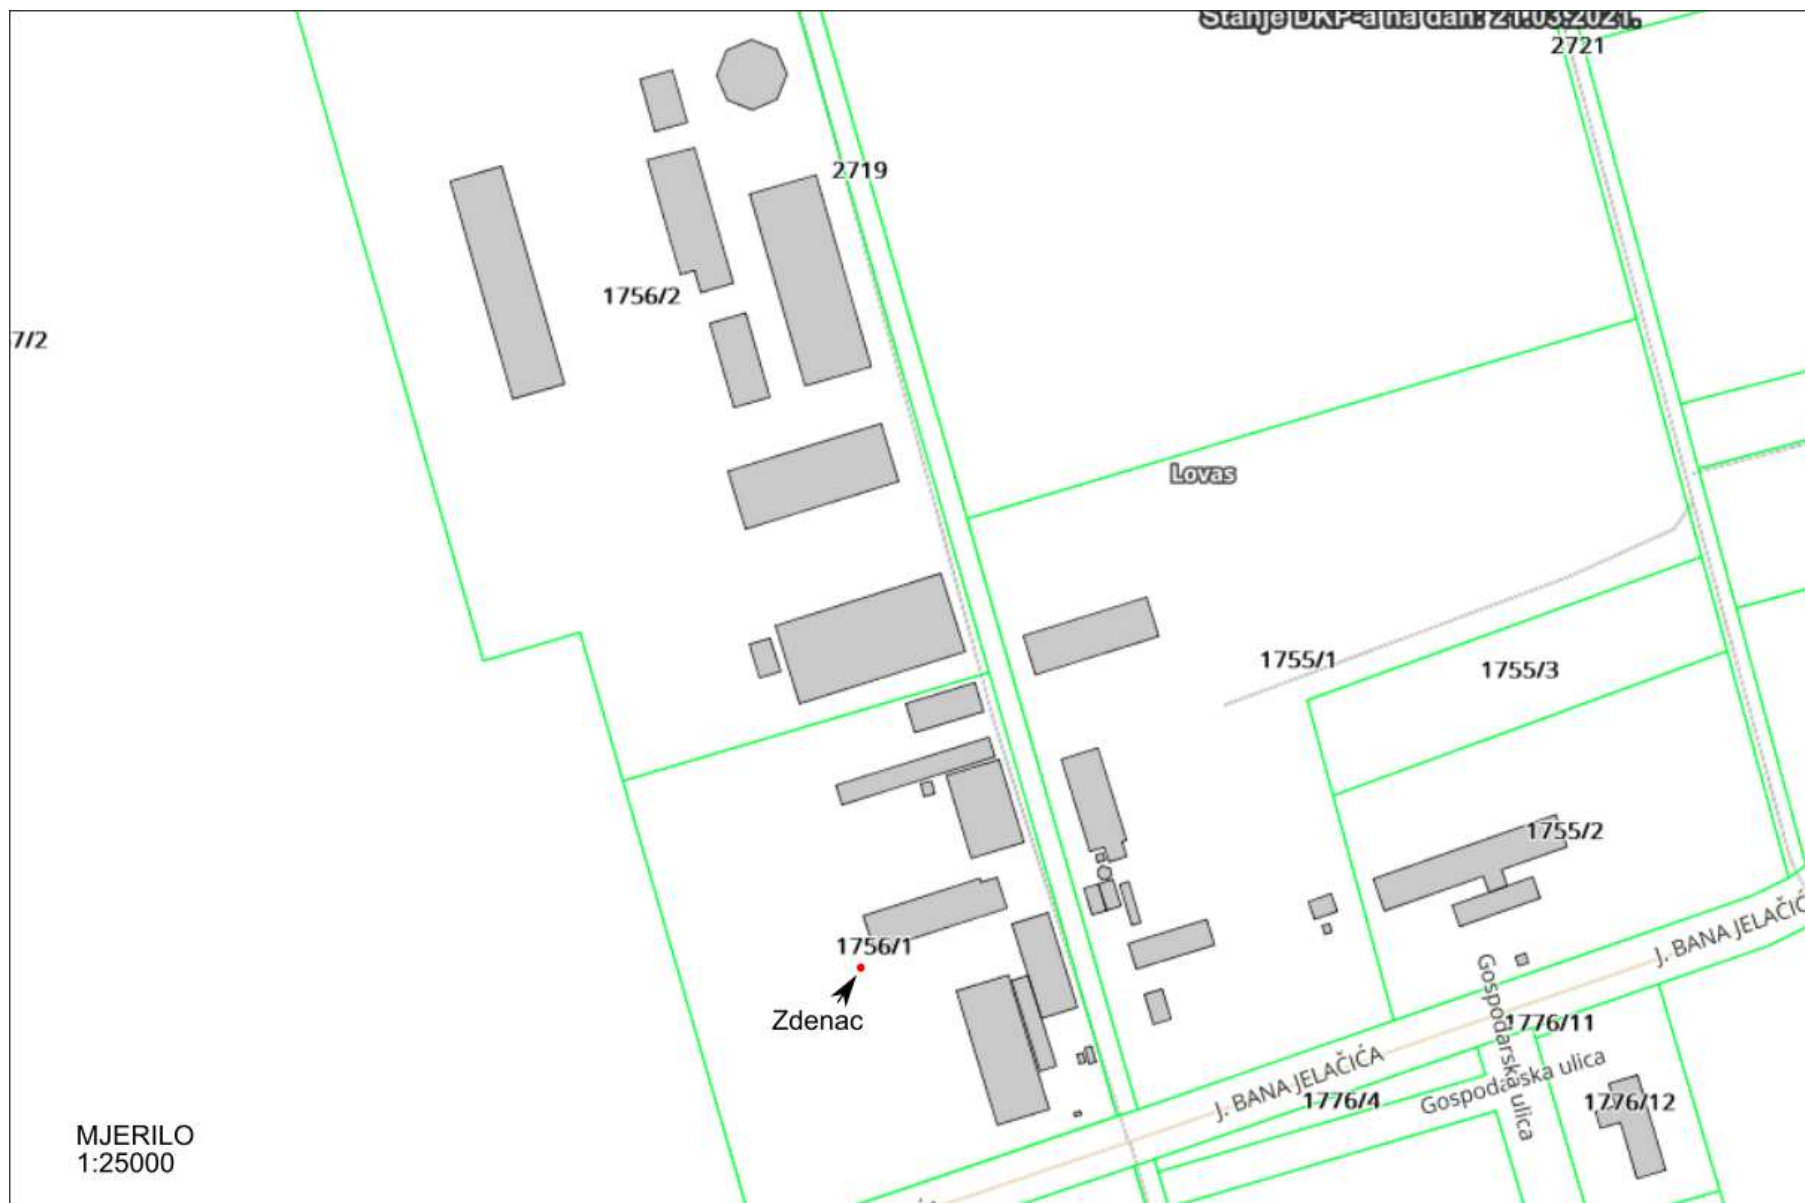 Stanje DKP-a na dan: 21.03.2021.
2721
2719
1756/2
7/2
Lovas
1755/1
1755/3
1755/2
1756/1
Zdenac
J. BANA JELAČIĆ
Gospodarska ulica
1776/11
J. BANA JELAČIĆA
Gospodarska ulica
1776/4
1776/12
MJERILO
1:25000